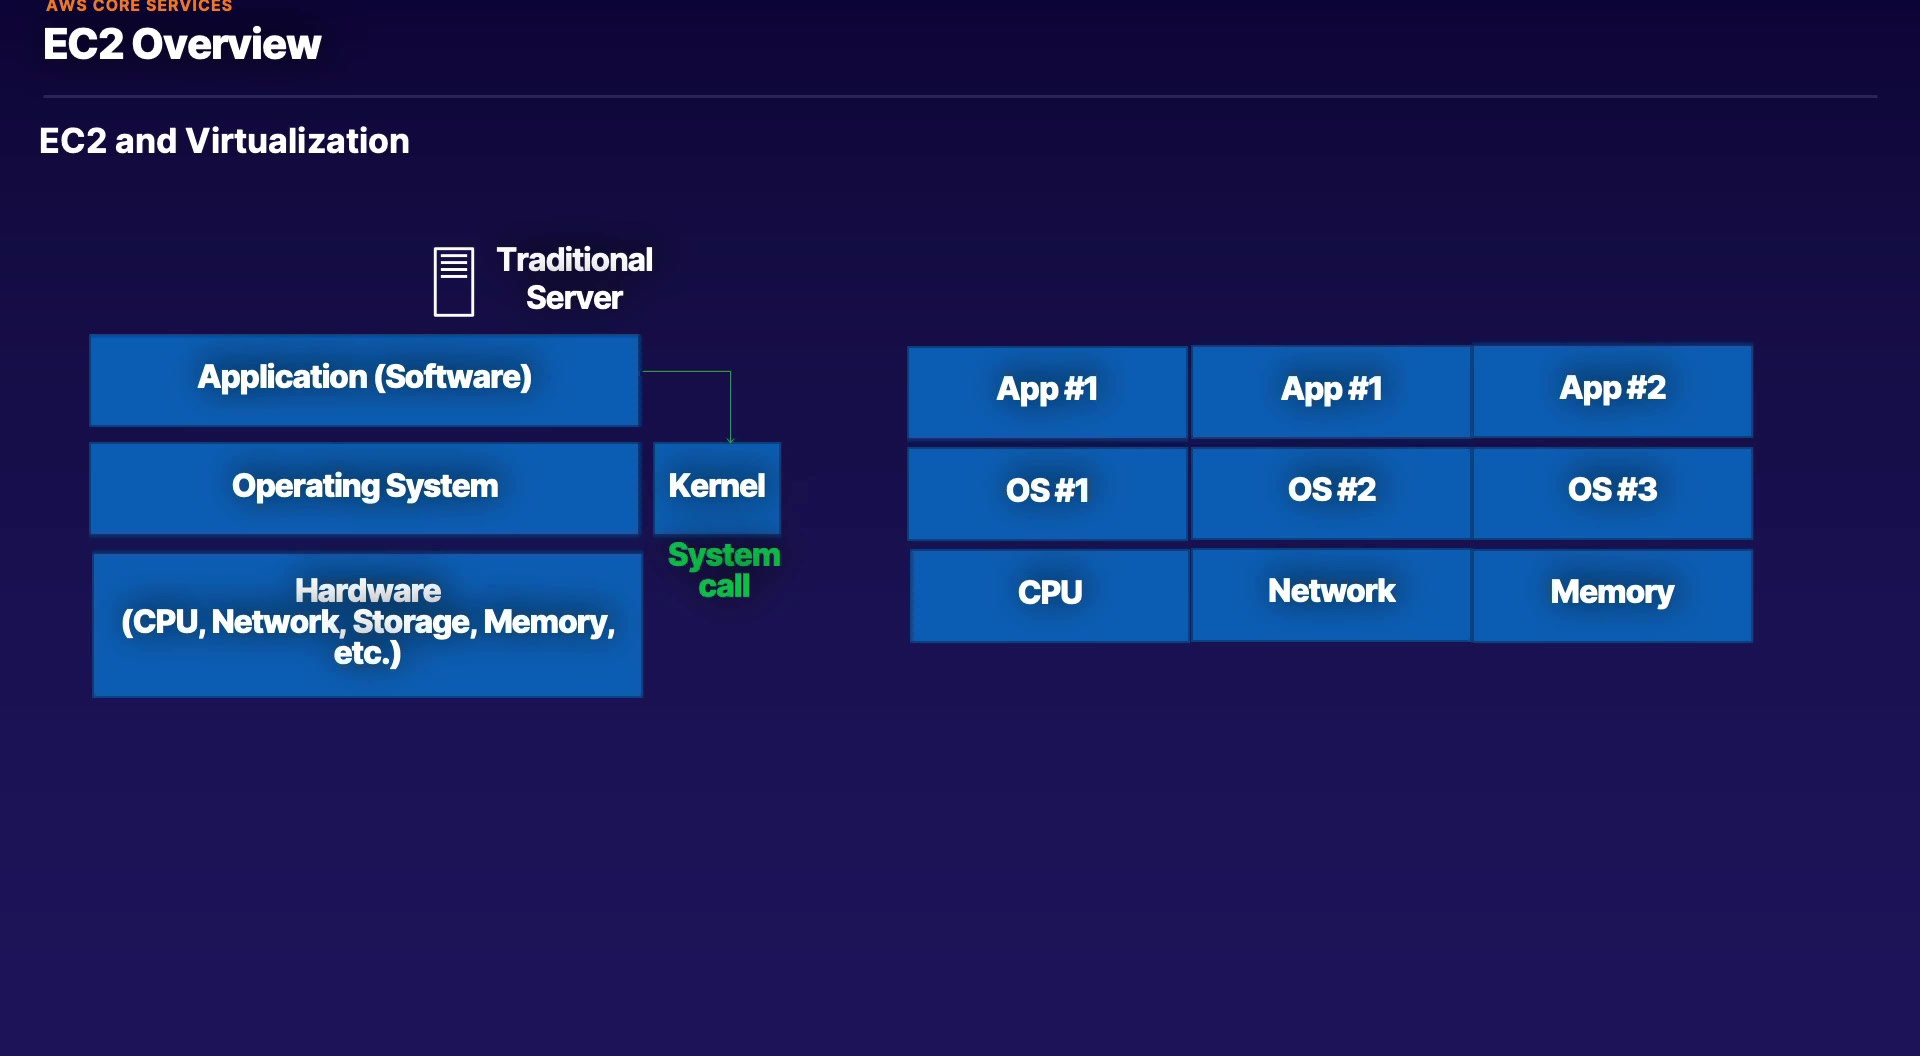 AWS CORE SERVICES
EC2 Overview
EC2 and Virtualization
Traditional
Server
Application (Software)
Operating System
Kernel
System
call
Hardware
(CPU, Network, Storage, Memory,
etc.)
App #1
App #1
App #2
OS #1
OS #2
OS #3
CPU
Network
Memory